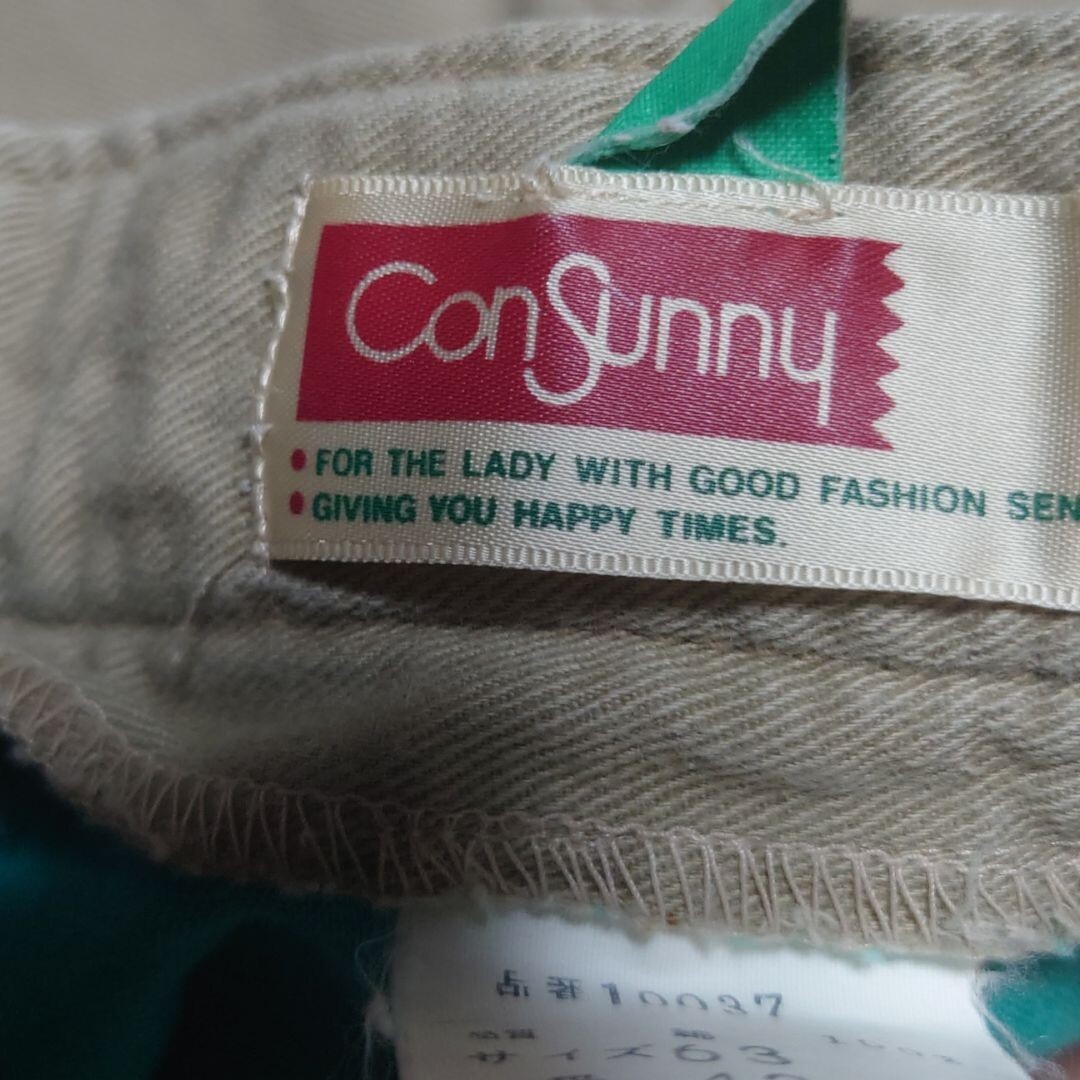 ConSunny
• FOR THE LADY WITH GOOD FASHION SEN
• GIVING YOU HAPPY TIMES.
品番10037
サイズ63